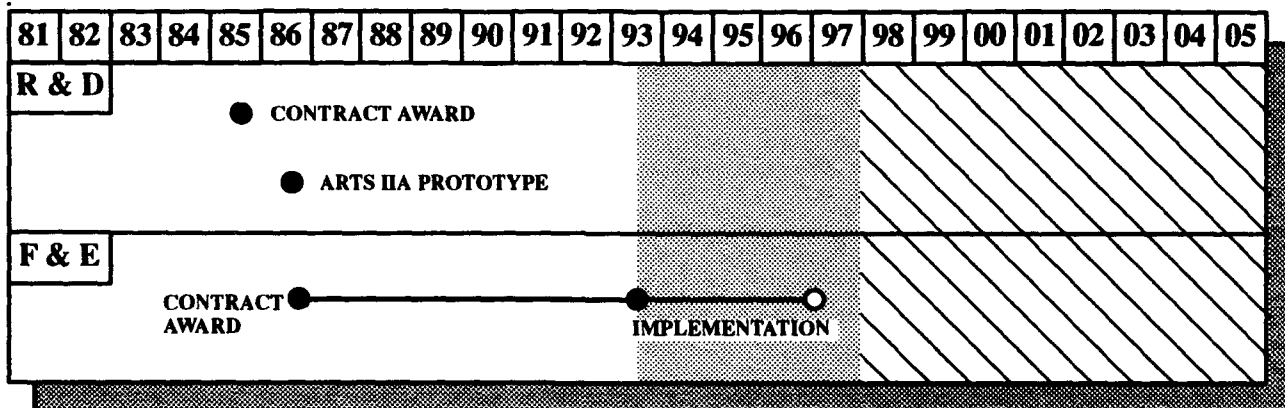 81 82 83 84 85 86 87 88 89 90 91 92 93 94 95 96 97 98 99 00 01 02 03 04 05
R & D
CONTRACT AWARD
ARTS IIA PROTOTYPE
F & E
CONTRACT
AWARD
IMPLEMENTATION